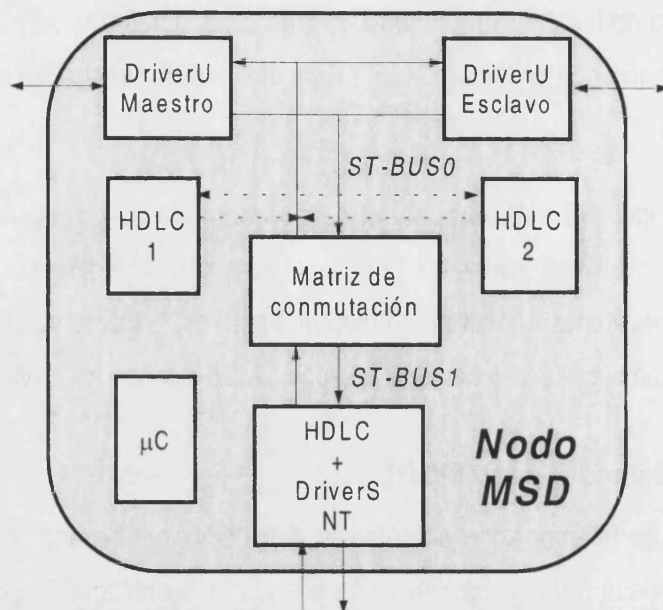 DriverU
Maestro
DriverU
Esclavo
ST-BUS0
HDLC
1
HDLC
2
Matriz de
conmutación
ST-BUS1
µC
HDLC
+
DriverS
NT
Nodo
MSD